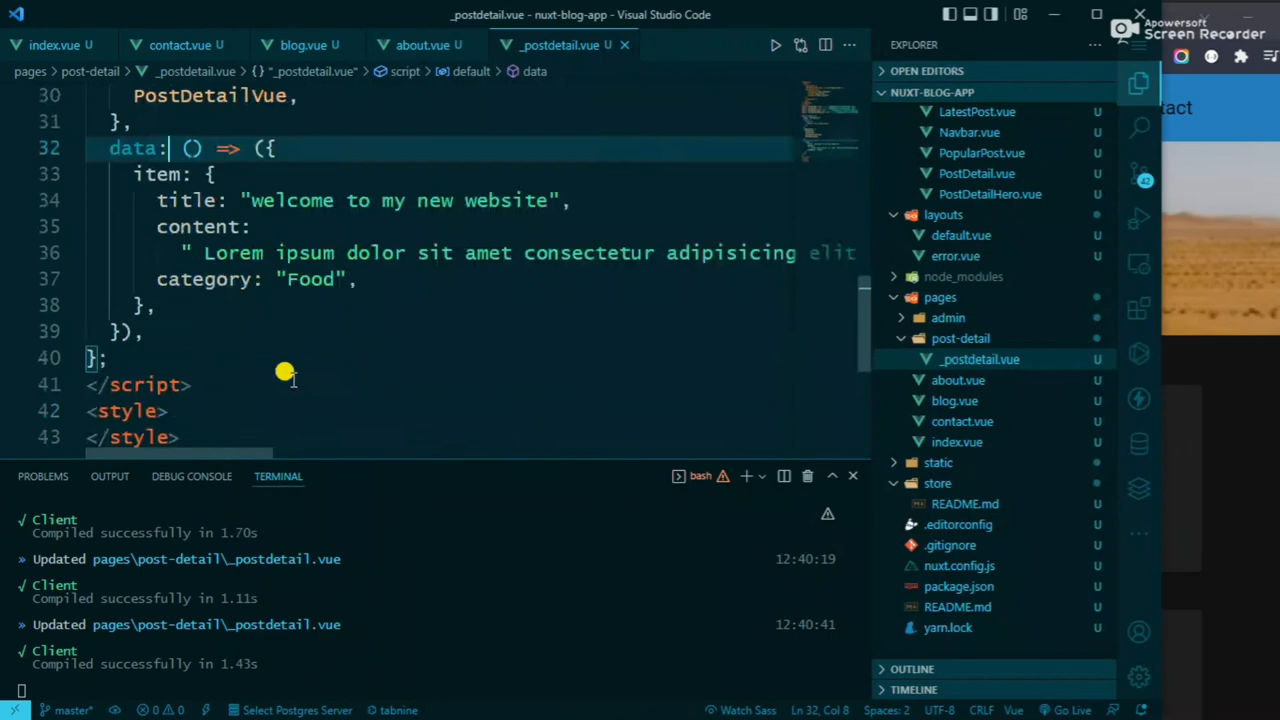 _postdetail.vue - nuxt-blog-app - Visual Studio Code
Apowersoft
Screen Recorder
index.vue U
contact.vue U
blog.vue U
about.vue U
_postdetail.vue U
EXPLORER
pages > post-detail > _postdetail.vue > {} "_postdetail.vue" > script > default > data
30 PostDetailVue,
31 },
32 data: () => ({
33 item: {
34 title: "welcome to my new website",
35 content:
36 " Lorem ipsum dolor sit amet consectetur adipisicing elit
37 category: "Food",
38 },
39 }),
40 };
41 </script>
42 <style>
43 </style>
OPEN EDITORS
NUXT-BLOG-APP
LatestPost.vue U
Navbar.vue U
PopularPost.vue U
PostDetail.vue U
PostDetailHero.vue U
layouts
default.vue U
error.vue U
node_modules
pages
admin
post-detail
_postdetail.vue U
about.vue U
blog.vue U
contact.vue U
index.vue U
static
store
README.md U
.editorconfig U
.gitignore U
nuxt.config.js U
package.json U
README.md U
yarn.lock U
OUTLINE
TIMELINE
42
tact
PROBLEMS OUTPUT DEBUG CONSOLE TERMINAL
bash
√ Client
Compiled successfully in 1.70s
» Updated pages\post-detail\_postdetail.vue 12:40:19
√ Client
Compiled successfully in 1.11s
» Updated pages\post-detail\_postdetail.vue 12:40:41
√ Client
Compiled successfully in 1.43s
master* 0 0 Select Postgres Server tabnine Watch Sass Ln 32, Col 8 Spaces: 2 UTF-8 CRLF Vue Go Live